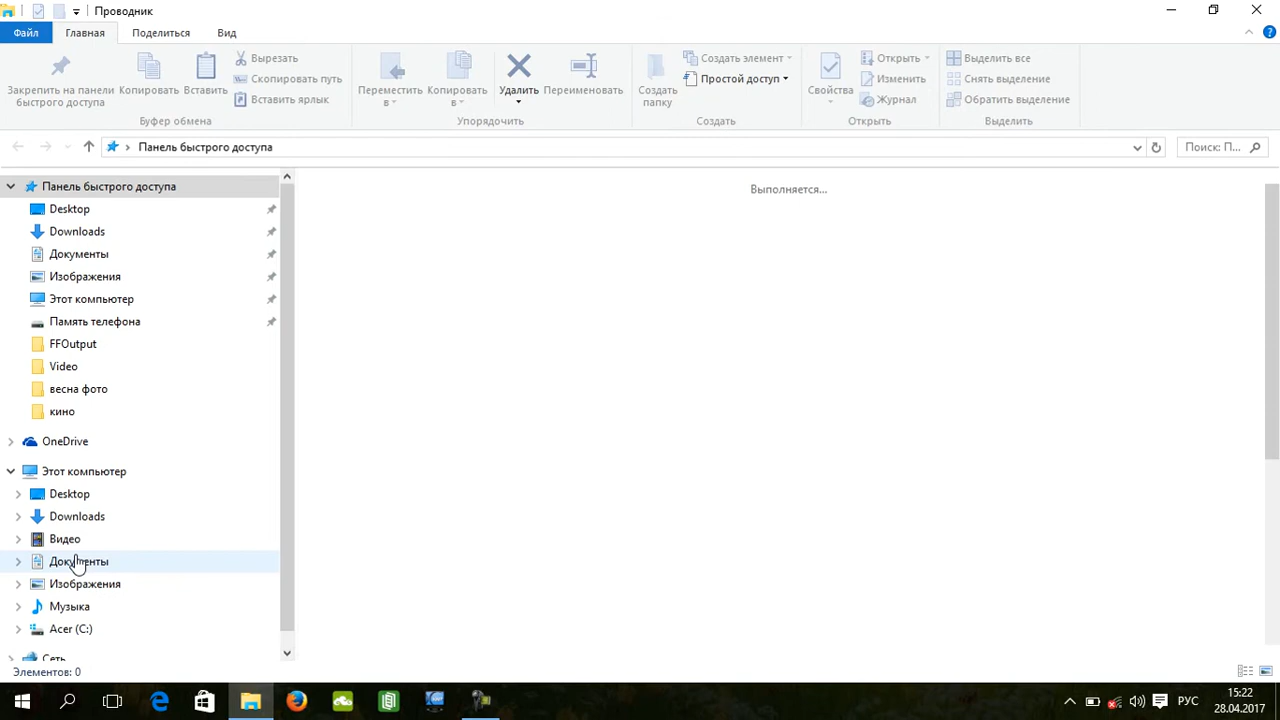 Проводник
Файл
Главная
Поделиться
Вид
Закрепить на панели
быстрого доступа
Копировать
Вставить
Вырезать
Скопировать путь
Вставить ярлык
Буфер обмена
Переместить
в
Копировать
в
Удалить
Переименовать
Упорядочить
Создать
папку
Создать элемент
Простой доступ
Создать
Свойства
Открыть
Изменить
Журнал
Открыть
Выделить все
Снять выделение
Обратить выделение
Выделить
Панель быстрого доступа
Поиск: П...
Панель быстрого доступа
Выполняется...
Desktop
Downloads
Документы
Изображения
Этот компьютер
Память телефона
FFOutput
Video
весна фото
кино
OneDrive
Этот компьютер
Desktop
Downloads
Видео
Документы
Изображения
Музыка
Acer (C:)
Сеть
Элементов: 0
РУС
15:22
28.04.2017